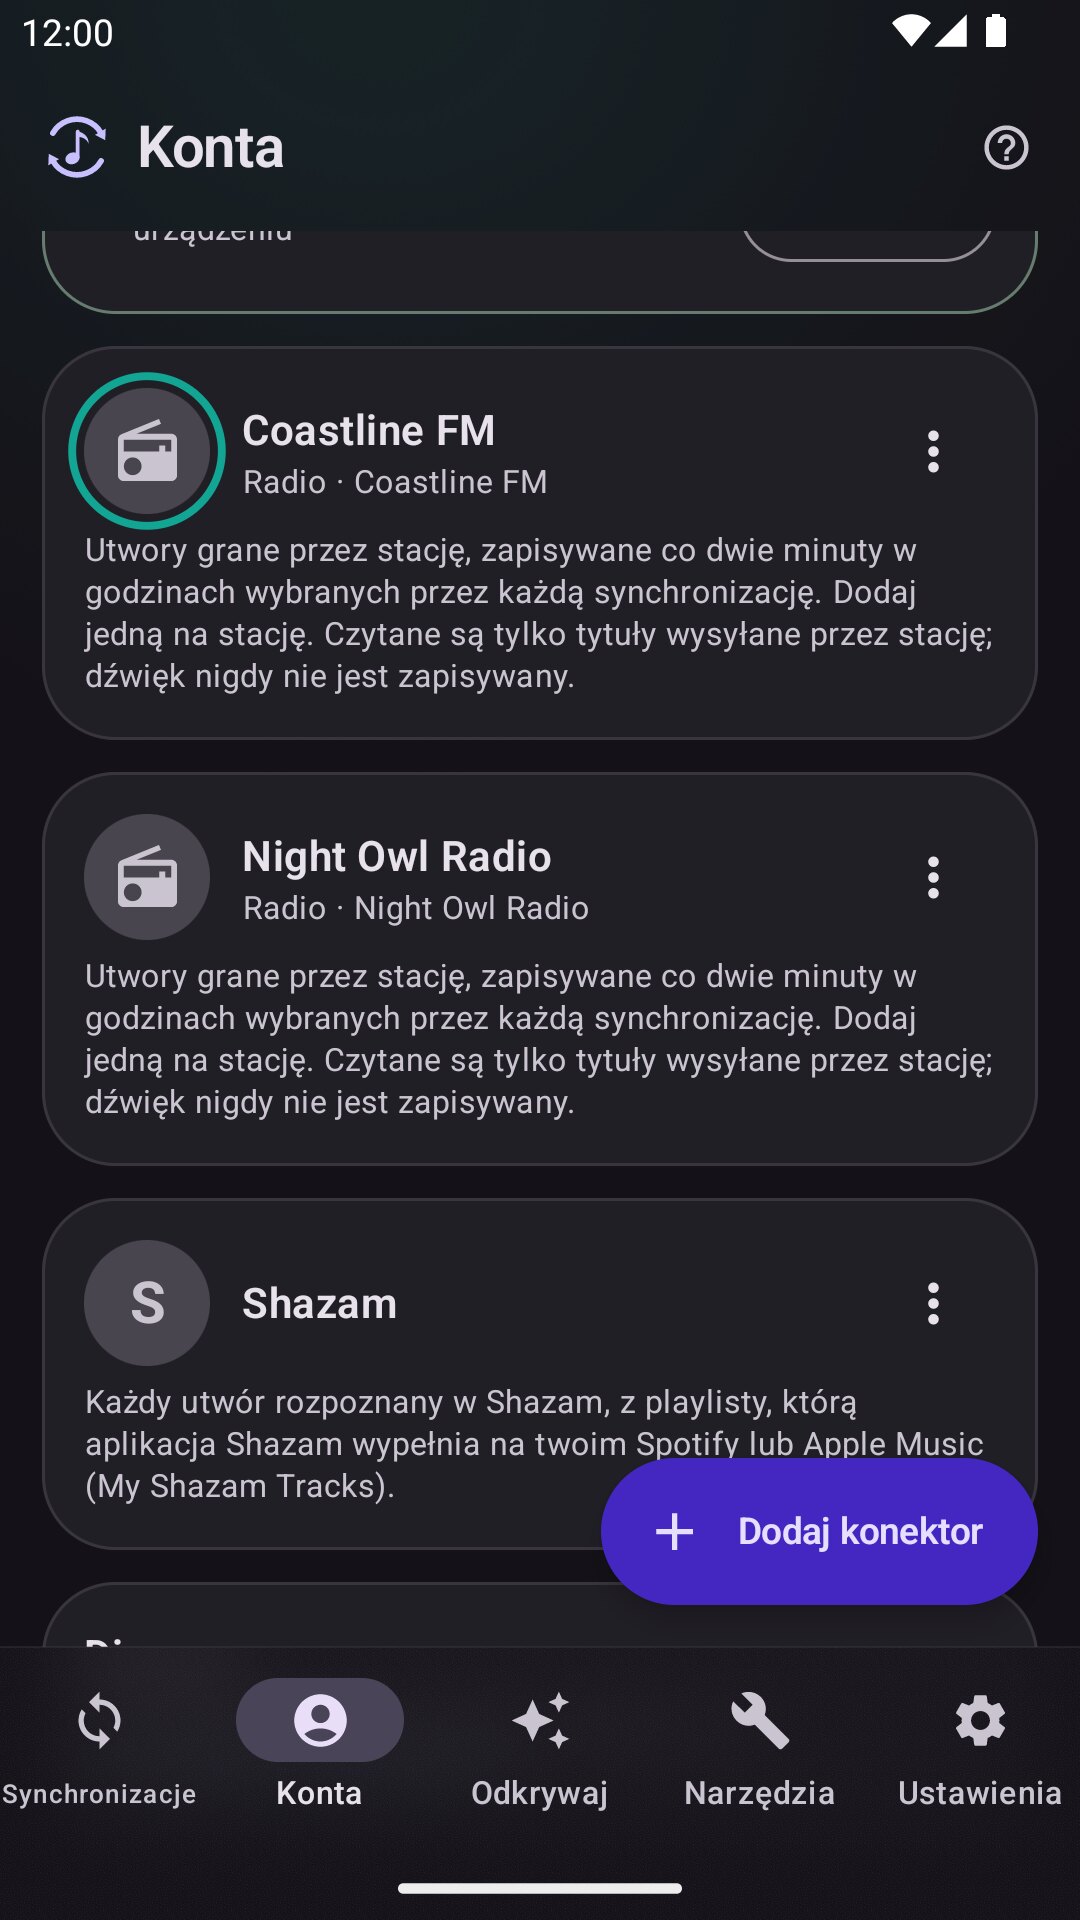 12:00
Konta
urządzeniu
Coastline FM
Radio · Coastline FM
Utwory grane przez stację, zapisywane co dwie minuty w
godzinach wybranych przez każdą synchronizację. Dodaj
jedną na stację. Czytane są tylko tytuły wysyłane przez stację;
dźwięk nigdy nie jest zapisywany.
Night Owl Radio
Radio · Night Owl Radio
Utwory grane przez stację, zapisywane co dwie minuty w
godzinach wybranych przez każdą synchronizację. Dodaj
jedną na stację. Czytane są tylko tytuły wysyłane przez stację;
dźwięk nigdy nie jest zapisywany.
S
Shazam
Każdy utwór rozpoznany w Shazam, z playlisty, którą
aplikacja Shazam wypełnia na twoim Spotify lub Apple Music
(My Shazam Tracks).
Dodaj konektor
Synchronizacje
Konta
Odkrywaj
Narzędzia
Ustawienia